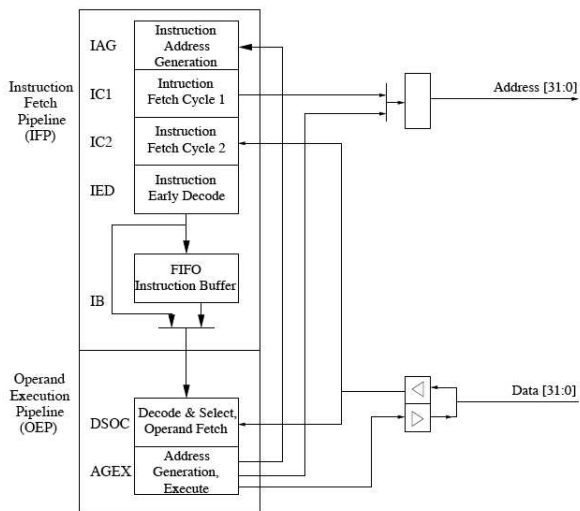 IAG
Instruction
Address
Generation
Instruction
Fetch Pipeline
(IFP)
IC1
Intruction
Fetch Cycle 1
Address [31:0]
IC2
Instruction
Fetch Cycle 2
IED
Instruction
Early Decode
FIFO
Instruction Buffer
IB
Operand
Execution
Pipeline
(OEP)
Data [31:0]
DSOC
Decode & Select,
Operand Fetch
AGEX
Address
Generation,
Execute